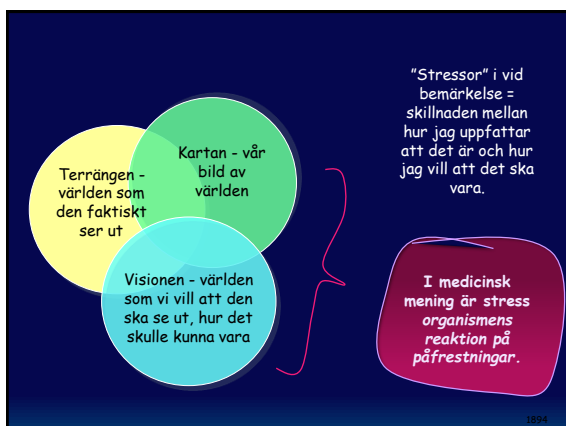 Terrängen -
världen som
den faktiskt
ser ut
Kartan - vår
bild av
världen
Visionen - världen
som vi vill att den
ska se ut, hur det
skulle kunna vara
”Stressor” i vid
bemärkelse =
skillnaden mellan
hur jag uppfattar
att det är och hur
jag vill att det ska
vara.
I medicinsk
mening är stress
organismens
reaktion på
påfrestningar.
1894